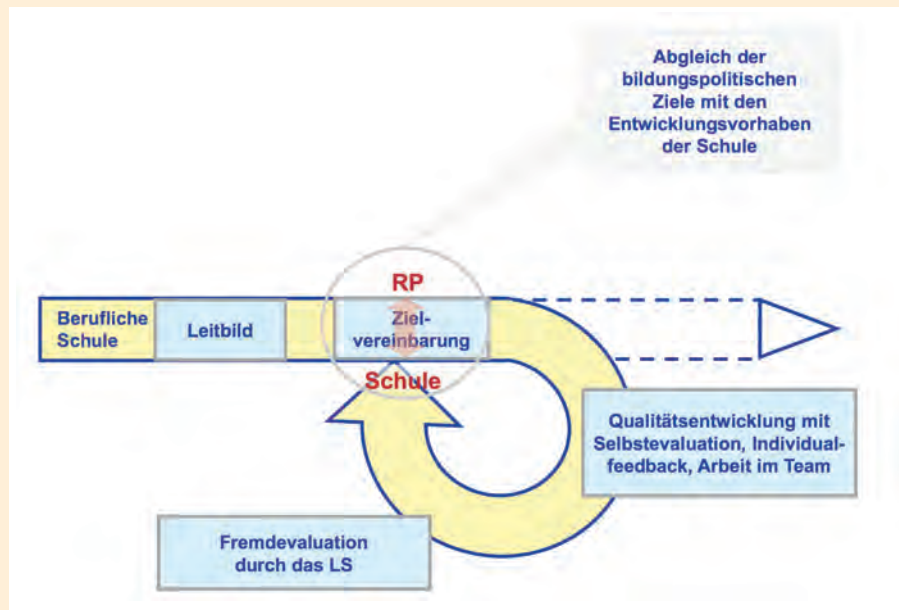 Abgleich der
bildungspolitischen
Ziele mit den
Entwicklungsvorhaben
der Schule
RP
Berufliche
Schule
Leitbild
Ziel-
vereinbarung
Schule
Qualitätsentwicklung mit
Selbstevaluation, Individual-
feedback, Arbeit im Team
Fremdevaluation
durch das LS